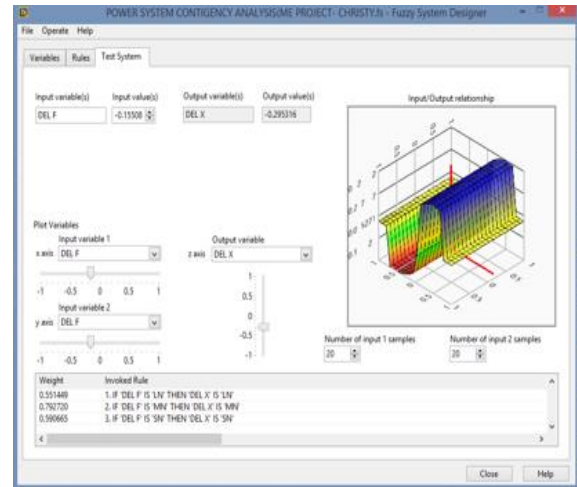 POWER SYSTEM CONTIGENCY ANALYSIS(ME PROJECT- CHRISTY.fs - Fuzzy System Designer
File Operate Help
Variables Rules Test System
Input variable(s) Input value(s) Output variable(s) Output value(s)
DEL F -0.15508 DEL X -0.295316
Input/Output relationship
Plot Variables
Input variable 1
x axis DEL F
-1 -0.5 0 0.5 1
Input variable 2
y axis DEL F
-1 -0.5 0 0.5 1
Output variable
z axis DEL X
1
0.5
0
-0.5
-1
Number of input 1 samples Number of input 2 samples
20 20
Weight Invoked Rule
0.551449 1. IF 'DEL F' IS 'LN' THEN 'DEL X' IS 'LN'
0.792720 2. IF 'DEL F' IS 'MN' THEN 'DEL X' IS 'MN'
0.590665 3. IF 'DEL F' IS 'SN' THEN 'DEL X' IS 'SN'
Close Help